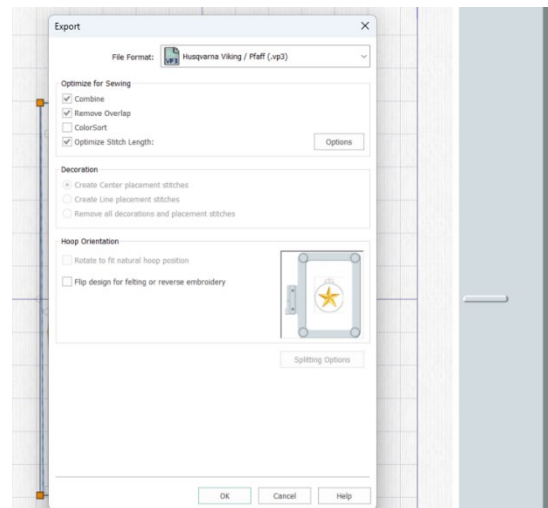 Export
File Format: VP3 Husqvarna Viking / Pfaff (.vp3)
Optimize for Sewing
Combine
Remove Overlap
ColorSort
Optimize Stitch Length:
Options
Decoration
Create Center placement stitches
Create Line placement stitches
Remove all decorations and placement stitches
Hoop Orientation
Rotate to fit natural hoop position
Flip design for felting or reverse embroidery
Splitting Options
OK Cancel Help